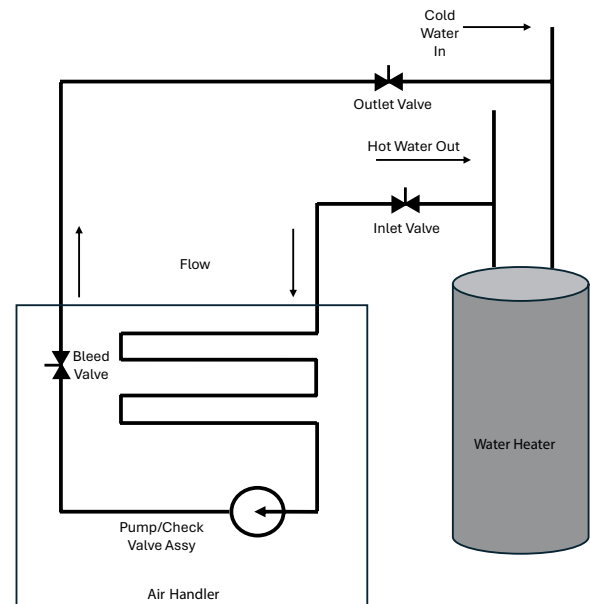 Cold
Water
In
Outlet Valve
Hot Water Out
Inlet Valve
Flow
Bleed
Valve
Water Heater
Pump/Check
Valve Assy
Air Handler